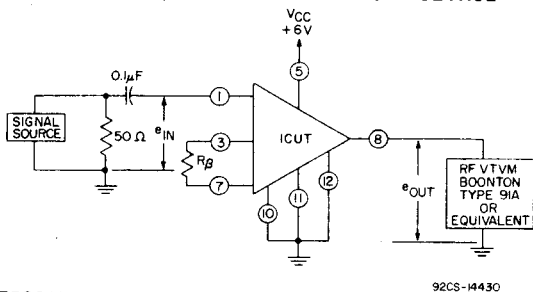 VCC
+6V
5
0.1µF
SIGNAL
SOURCE
50 Ω
eIN
1
3
Rβ
7
ICUT
8
10
11
12
eOUT
RF VTVM
BOONTON
TYPE 91A
OR
EQUIVALENT
92CS-14430